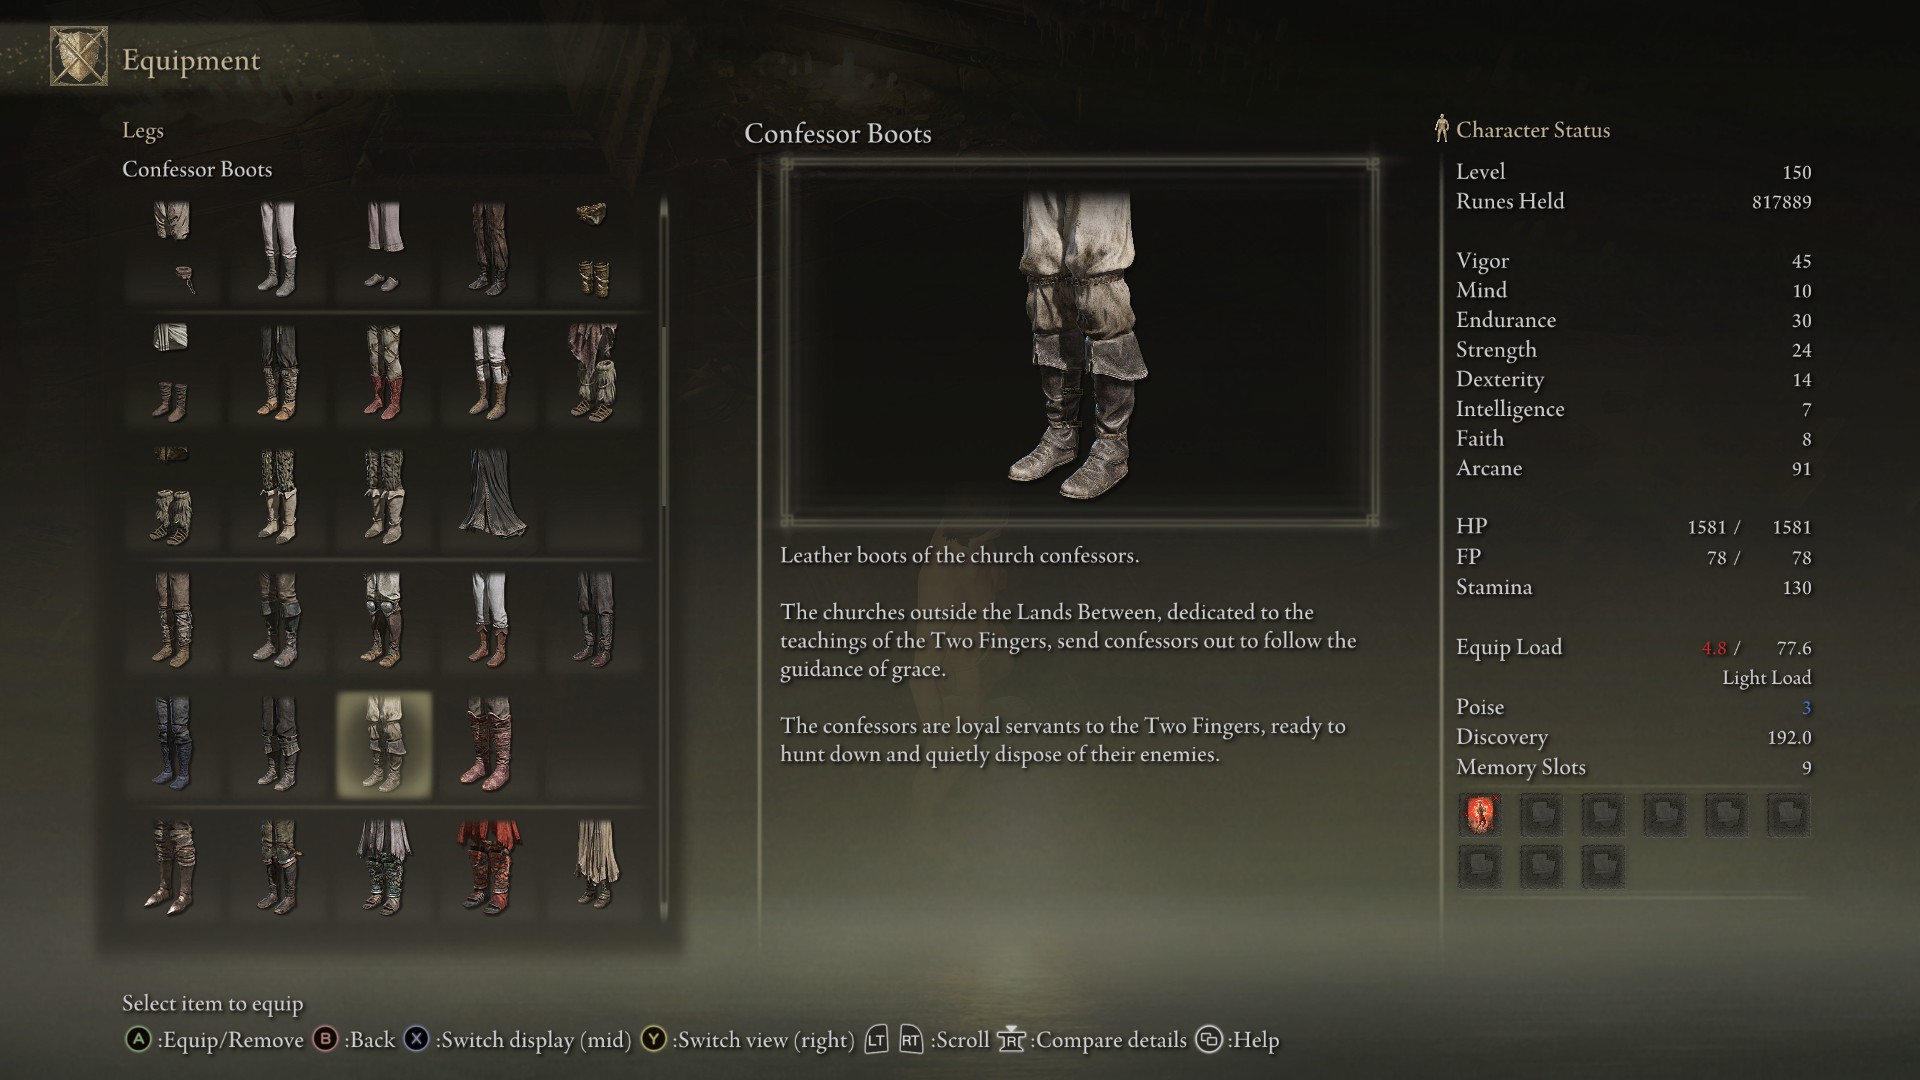 Equipment
Legs
Confessor Boots
Confessor Boots
Leather boots of the church confessors.
The churches outside the Lands Between, dedicated to the
teachings of the Two Fingers, send confessors out to follow the
guidance of grace.
The confessors are loyal servants to the Two Fingers, ready to
hunt down and quietly dispose of their enemies.
Character Status
Level 150
Runes Held 817889
Vigor 45
Mind 10
Endurance 30
Strength 24
Dexterity 14
Intelligence 7
Faith 8
Arcane 91
HP 1581 / 1581
FP 78 / 78
Stamina 130
Equip Load 4.8 / 77.6
Light Load
Poise 3
Discovery 192.0
Memory Slots 9
Select item to equip
A :Equip/Remove B :Back X :Switch display (mid) Y :Switch view (right) LT RT :Scroll R :Compare details :Help